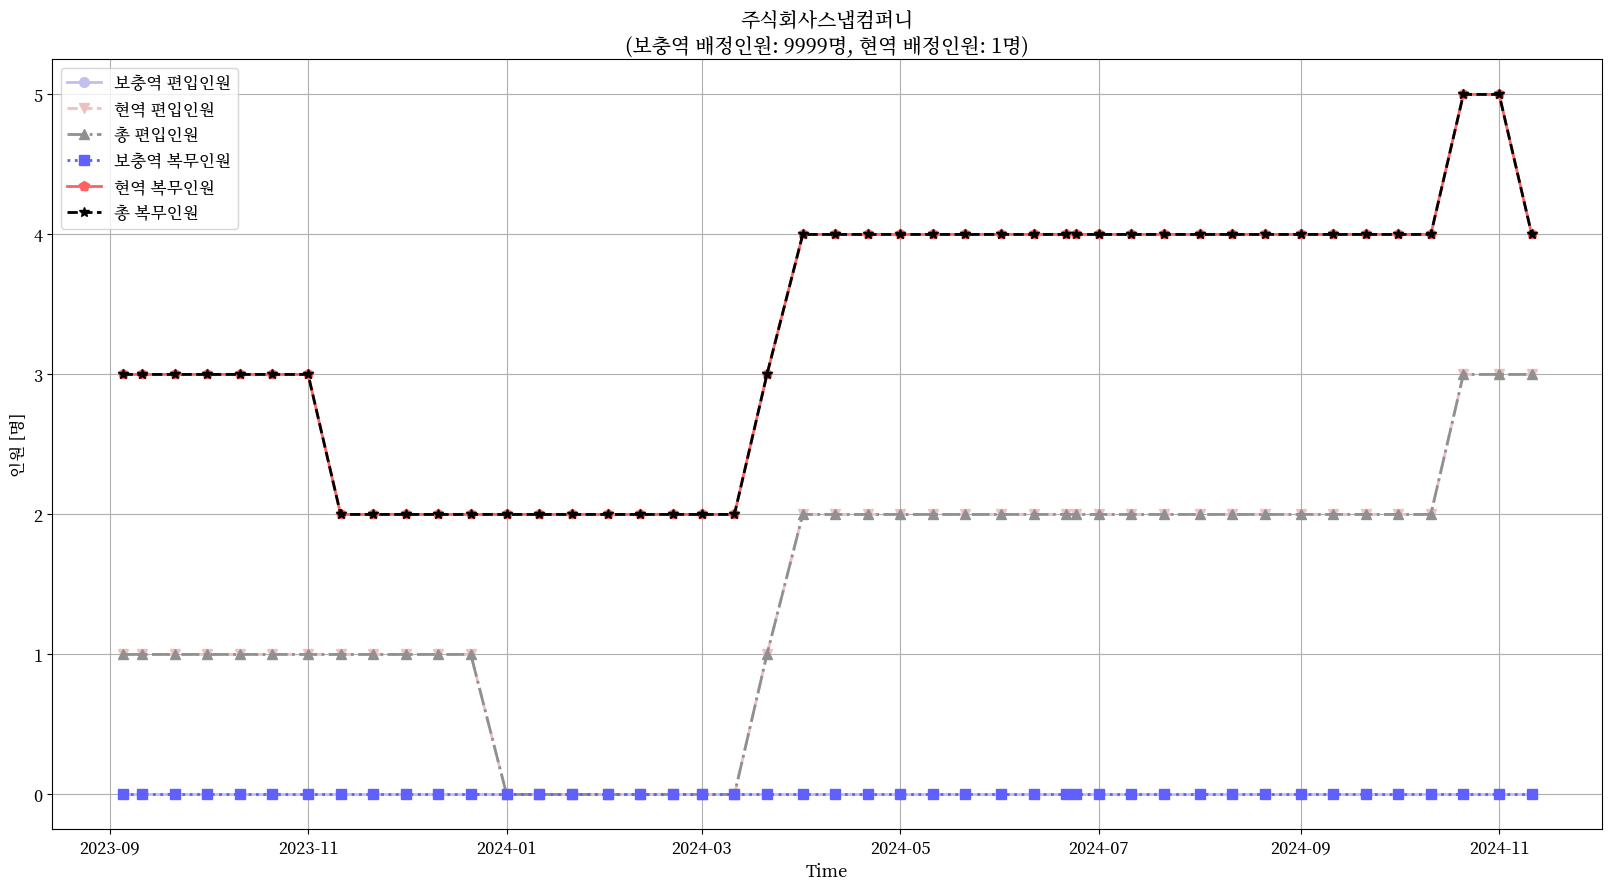 주식회사스냅컴퍼니
(보충역 배정인원: 9999명, 현역 배정인원: 1명)
보충역 편입인원
현역 편입인원
총 편입인원
보충역 복무인원
현역 복무인원
총 복무인원
5
4
3
2
1
0
인원 [명]
2023-09
2023-11
2024-01
2024-03
2024-05
2024-07
2024-09
2024-11
Time